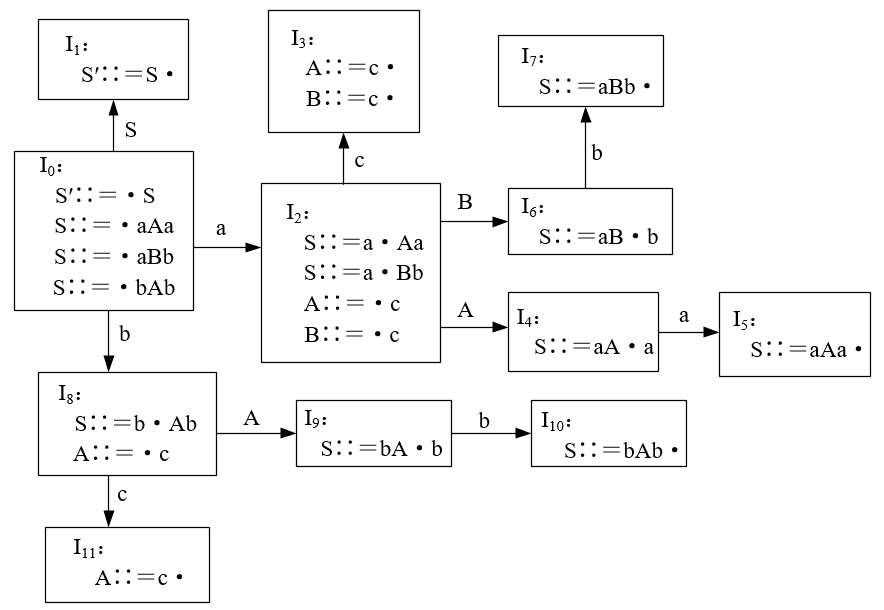 I₁:
S′::=S·
S
I₀:
S′::=·S
S::=·aAa
S::=·aBb
S::=·bAb
a
b
I₂:
S::=a·Aa
S::=a·Bb
A::=·c
B::=·c
c
I₃:
A::=c·
B::=c·
B
I₆:
S::=aB·b
b
I₇:
S::=aBb·
A
I₄:
S::=aA·a
a
I₅:
S::=aAa·
I₈:
S::=b·Ab
A::=·c
A
I₉:
S::=bA·b
b
I₁₀:
S::=bAb·
c
I₁₁:
A::=c·